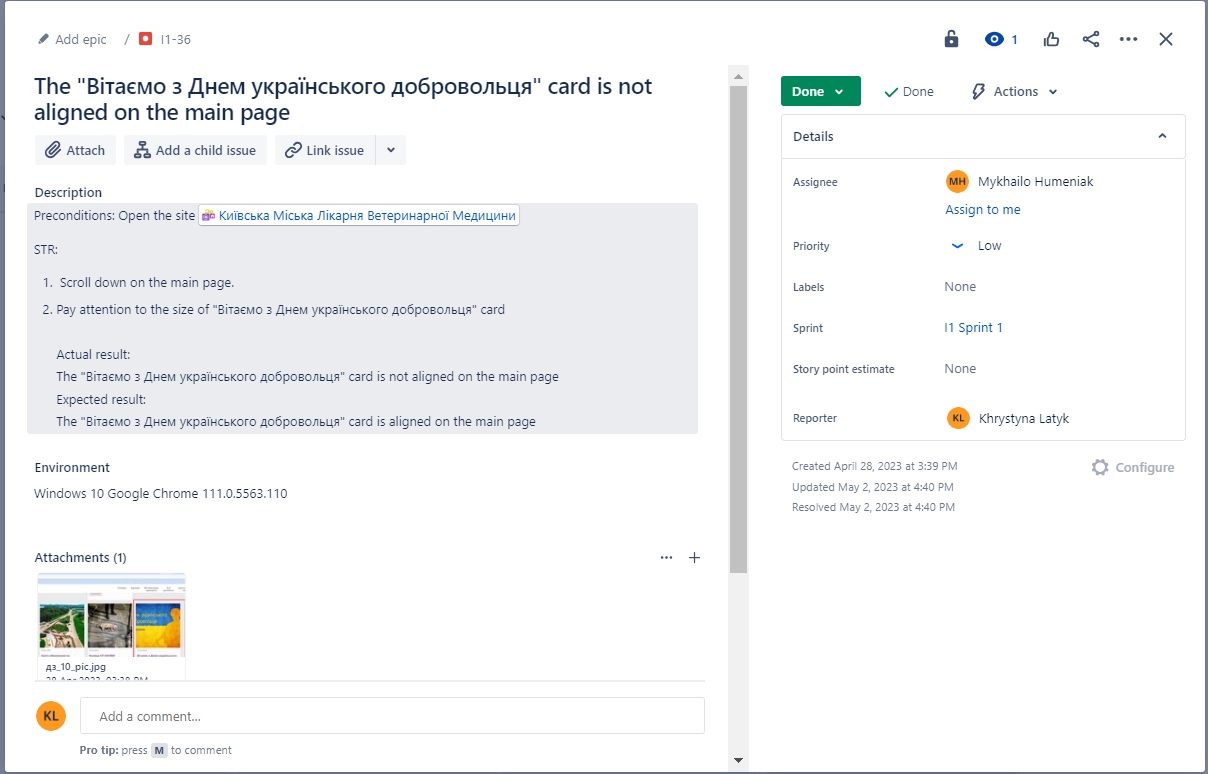 Add epic / I1-36
1
The "Вітаємо з Днем українського добровольця" card is not
aligned on the main page
Attach
Add a child issue
Link issue
Description
Preconditions: Open the site Київська Міська Лікарня Ветеринарної Медицини
STR:
1. Scroll down on the main page.
2. Pay attention to the size of "Вітаємо з Днем українського добровольця" card
Actual result:
The "Вітаємо з Днем українського добровольця" card is not aligned on the main page
Expected result:
The "Вітаємо з Днем українського добровольця" card is aligned on the main page
Environment
Windows 10 Google Chrome 111.0.5563.110
Attachments (1)
дз_10_pic.jpg
28 Apr 2023, 03:38 PM
KL
Add a comment...
Pro tip: press M to comment
Done
Done
Actions
Details
Assignee
MH Mykhailo Humeniak
Assign to me
Priority
Low
Labels
None
Sprint
I1 Sprint 1
Story point estimate
None
Reporter
KL Khrystyna Latyk
Created April 28, 2023 at 3:39 PM
Updated May 2, 2023 at 4:40 PM
Resolved May 2, 2023 at 4:40 PM
Configure